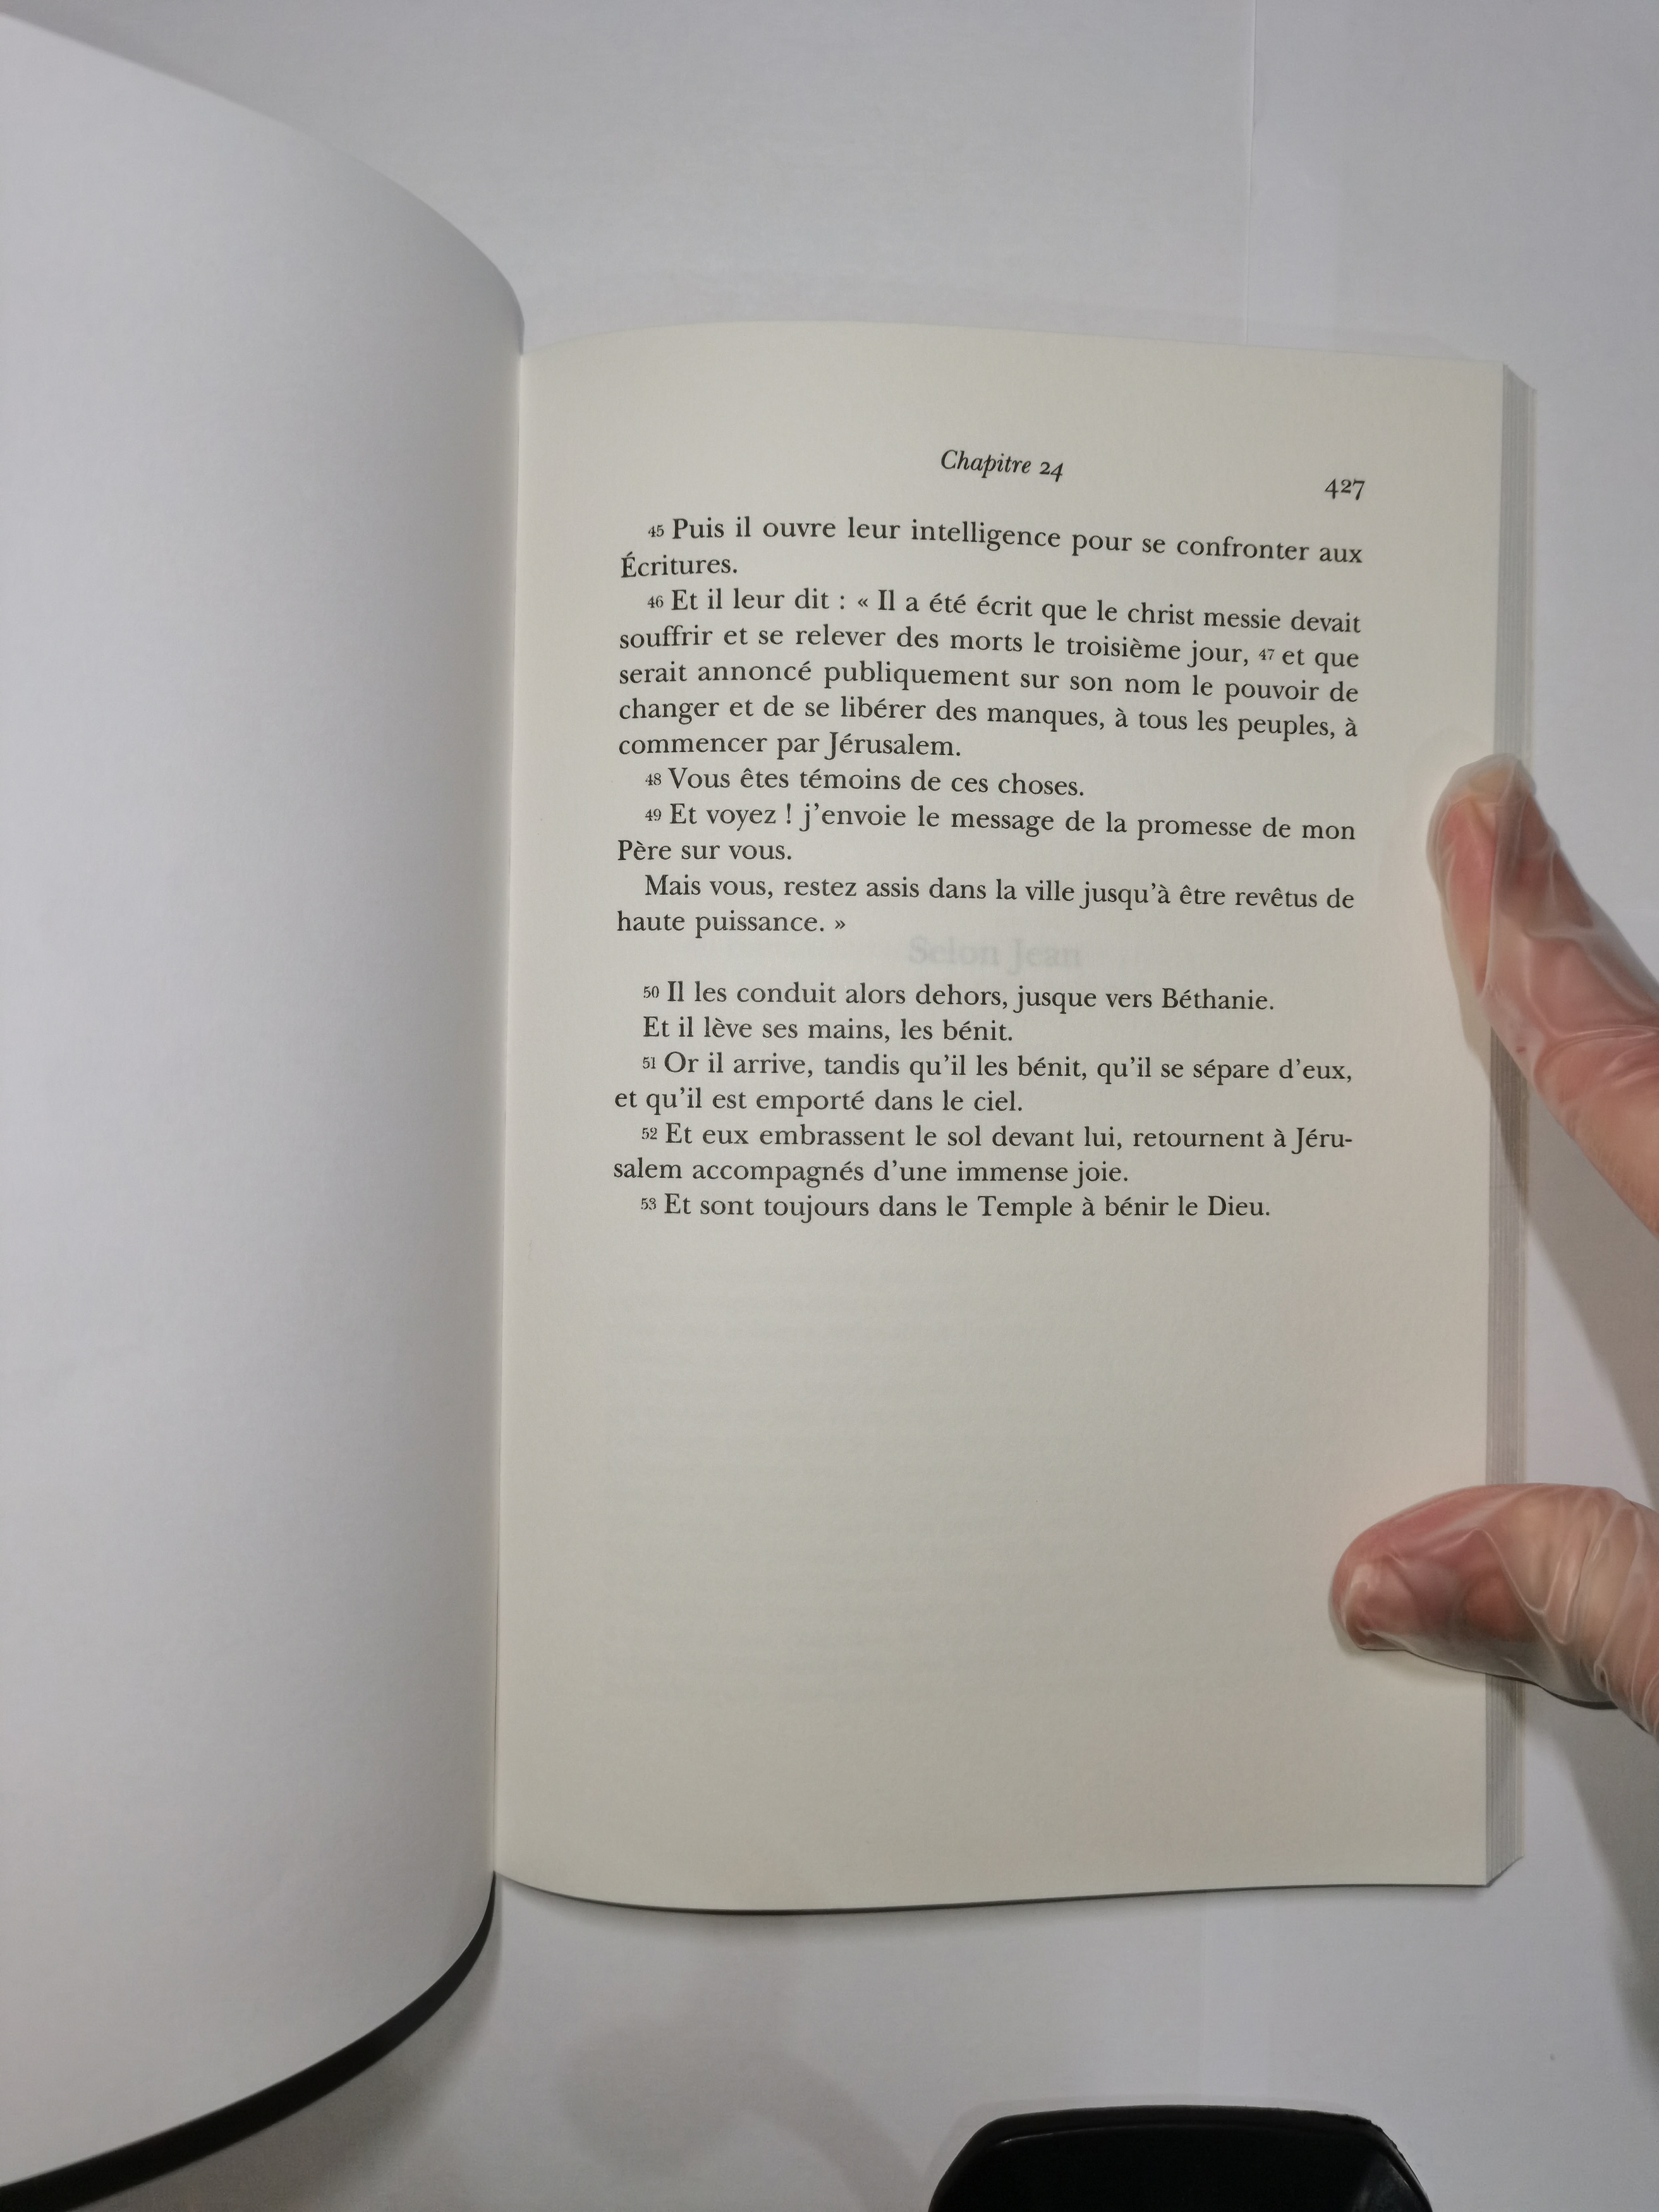 Chapitre 24
427
45 Puis il ouvre leur intelligence pour se confronter aux
Écritures.
46 Et il leur dit : « Il a été écrit que le christ messie devait
souffrir et se relever des morts le troisième jour, 47 et que
serait annoncé publiquement sur son nom le pouvoir de
changer et de se libérer des manques, à tous les peuples, à
commencer par Jérusalem.
48 Vous êtes témoins de ces choses.
49 Et voyez ! j'envoie le message de la promesse de mon
Père sur vous.
Mais vous, restez assis dans la ville jusqu'à être revêtus de
haute puissance. »
Selon Jean
50 Il les conduit alors dehors, jusque vers Béthanie.
Et il lève ses mains, les bénit.
51 Or il arrive, tandis qu'il les bénit, qu'il se sépare d'eux,
et qu'il est emporté dans le ciel.
52 Et eux embrassent le sol devant lui, retournent à Jéru-
salem accompagnés d'une immense joie.
53 Et sont toujours dans le Temple à bénir le Dieu.